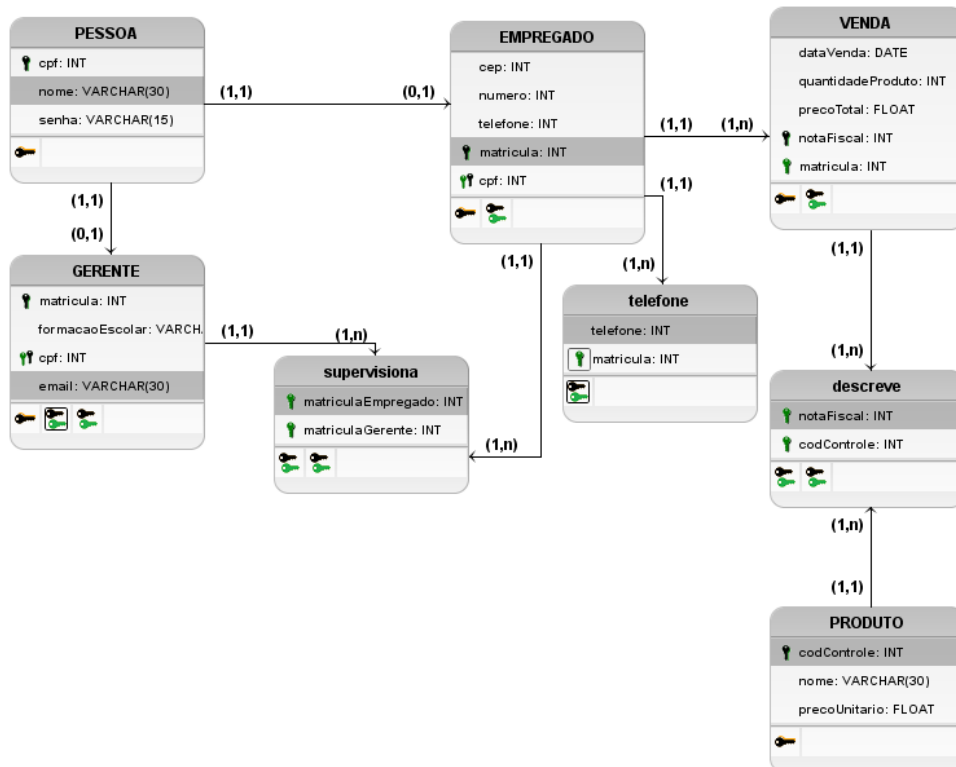 PESSOA
cpf: INT
nome: VARCHAR(30)
senha: VARCHAR(15)
(1,1)
(0,1)
EMPREGADO
cep: INT
numero: INT
telefone: INT
matricula: INT
cpf: INT
(1,1)
(1,n)
VENDA
dataVenda: DATE
quantidadeProduto: INT
precoTotal: FLOAT
notaFiscal: INT
matricula: INT
(1,1)
(0,1)
GERENTE
matricula: INT
formacaoEscolar: VARCH
cpf: INT
email: VARCHAR(30)
(1,1)
(1,n)
supervisiona
matriculaEmpregado: INT
matriculaGerente: INT
(1,1)
(1,n)
(1,1)
(1,n)
telefone
telefone: INT
matricula: INT
(1,1)
(1,n)
descreve
notaFiscal: INT
codControle: INT
(1,n)
(1,1)
PRODUTO
codControle: INT
nome: VARCHAR(30)
precoUnitario: FLOAT